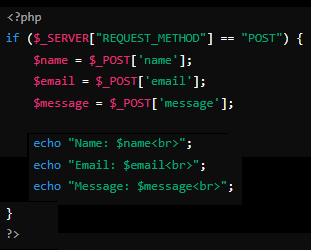 <?php
if ($_SERVER["REQUEST_METHOD"] == "POST") {
$name = $_POST['name'];
$email = $_POST['email'];
$message = $_POST['message'];
echo "Name: $name<br>";
echo "Email: $email<br>";
echo "Message: $message<br>";
}
?>